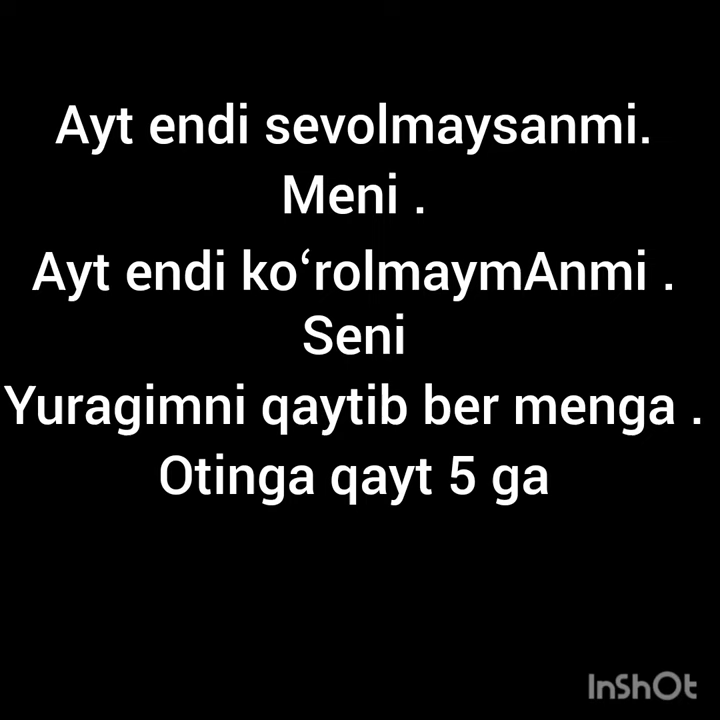 Ayt endi sevolmaysanmi.
Meni .
Ayt endi ko‘rolmaymAnmi .
Seni
Yuragimni qaytib ber menga .
Otinga qayt 5 ga
InShOt